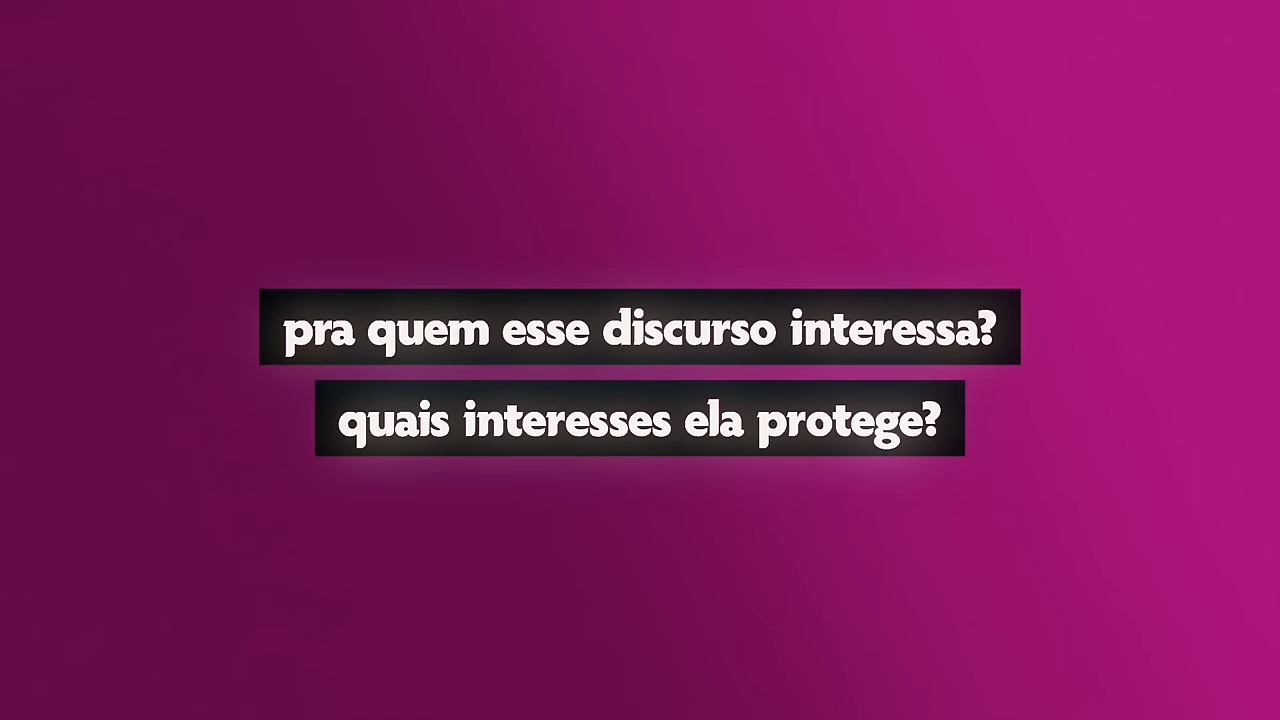 pra quem esse discurso interessa?
quais interesses ela protege?